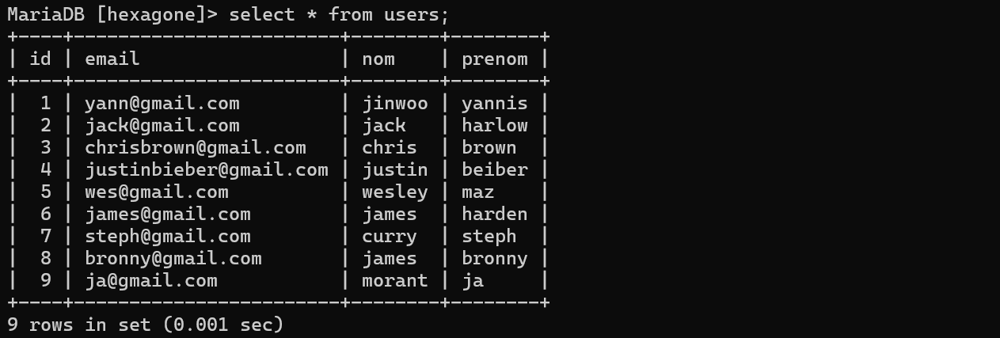 MariaDB [hexagone]> select * from users;
+----+------------------------+--------+--------+
| id | email                  | nom    | prenom |
+----+------------------------+--------+--------+
|  1 | yann@gmail.com         | jinwoo | yannis |
|  2 | jack@gmail.com         | jack   | harlow |
|  3 | chrisbrown@gmail.com   | chris  | brown  |
|  4 | justinbieber@gmail.com | justin | beiber |
|  5 | wes@gmail.com          | wesley | maz    |
|  6 | james@gmail.com        | james  | harden |
|  7 | steph@gmail.com        | curry  | steph  |
|  8 | bronny@gmail.com       | james  | bronny |
|  9 | ja@gmail.com           | morant | ja     |
+----+------------------------+--------+--------+
9 rows in set (0.001 sec)